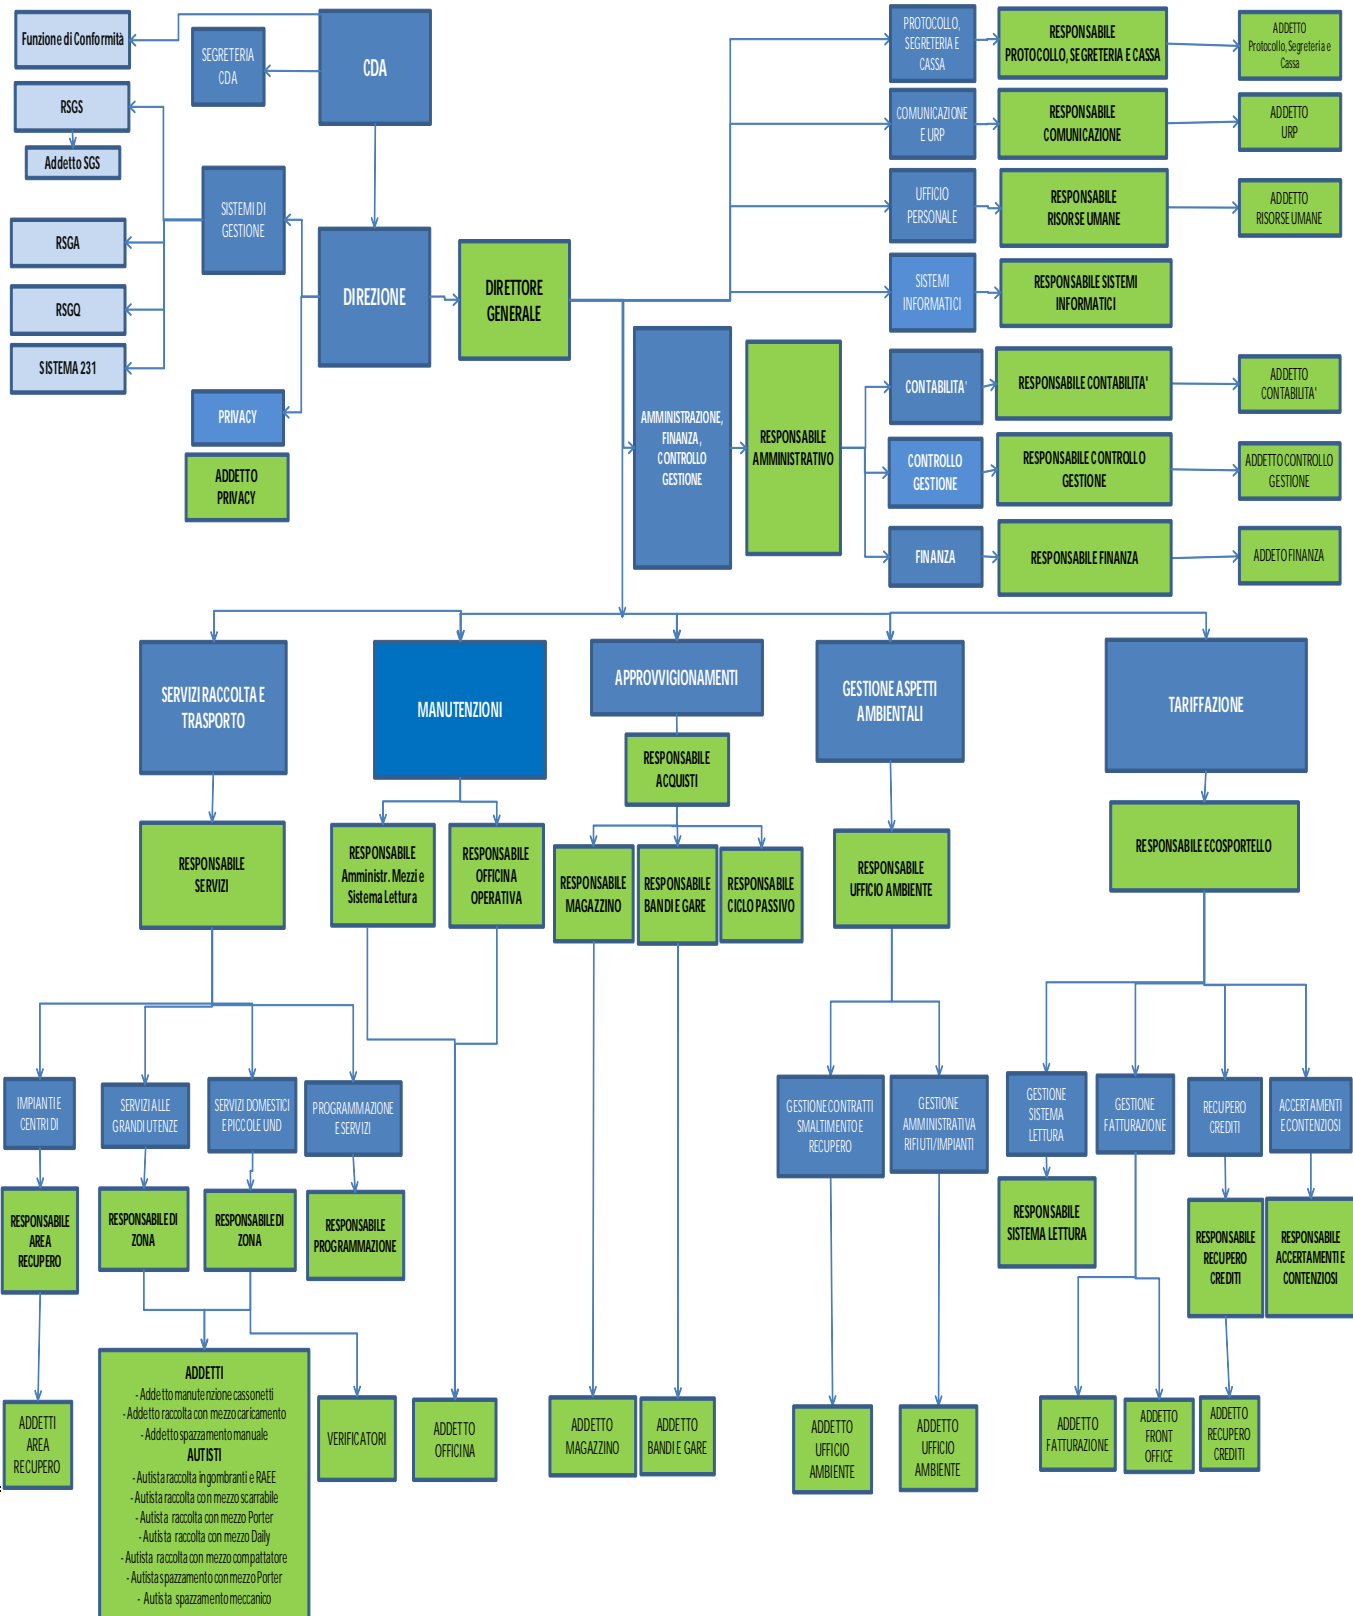 Funzione di Conformità
SEGRETERIA
CDA
CDA
RSGS
Addetto SGS
SISTEMI DI
GESTIONE
RSGA
RSGQ
SISTEMA 231
DIREZIONE
DIRETTORE
GENERALE
PRIVACY
ADDETTO
PRIVACY
PROTOCOLLO,
SEGRETERIA E
CASSA
RESPONSABILE
PROTOCOLLO, SEGRETERIA E CASSA
ADDETTO
Protocollo, Segreteria e
Cassa
COMUNICAZIONE
E URP
RESPONSABILE
COMUNICAZIONE
ADDETTO
URP
UFFICIO
PERSONALE
RESPONSABILE
RISORSE UMANE
ADDETTO
RISORSE UMANE
SISTEMI
INFORMATICI
RESPONSABILE SISTEMI
INFORMATICI
AMMINISTRAZIONE,
FINANZA ,
CONTROLLO
GESTIONE
RESPONSABILE
AMMINISTRATIVO
CONTABILITA'
RESPONSABILE CONTABILITA'
ADDETTO
CONTABILITA'
CONTROLLO
GESTIONE
RESPONSABILE CONTROLLO
GESTIONE
ADDETTO CONTROLLO
GESTIONE
FINANZA
RESPONSABILE FINANZA
ADDETO FINANZA
SERVIZI RACCOLTA E
TRASPORTO
MANUTENZIONI
APPROVVIGIONAMENTI
GESTIONE ASPETTI
AMBIENTALI
TARIFFAZIONE
RESPONSABILE
ACQUISTI
RESPONSABILE
SERVIZI
RESPONSABILE
Amministr. Mezzi e
Sistema Lettura
RESPONSABILE
OFFICINA
OPERATIVA
RESPONSABILE
MAGAZZINO
RESPONSABILE
BANDI E GARE
RESPONSABILE
CICLO PASSIVO
RESPONSABILE
UFFICIO AMBIENTE
RESPONSABILE ECOSPORTELLO
IMPIANTI E
CENTRI DI
SERVIZI ALLE
GRANDI UTENZE
SERVIZI DOMESTICI
E PICCOLE UND
PROGRAMMAZIONE
E SERVIZI
GESTIONE CONTRATTI
SMALTIMENTO E
RECUPERO
GESTIONE
AMMINISTRATIVA
RIFIUTI/IMPIANTI
GESTIONE
SISTEMA
LETTURA
GESTIONE
FATTURAZIONE
RECUPERO
CREDITI
ACCERTAMENTI
E CONTENZIOSI
RESPONSABILE
AREA
RECUPERO
RESPONSABILE DI
ZONA
RESPONSABILE DI
ZONA
RESPONSABILE
PROGRAMMAZIONE
RESPONSABILE
SISTEMA LETTURA
RESPONSABILE
RECUPERO
CREDITI
RESPONSABILE
ACCERTAMENTI E
CONTENZIOSI
ADDETTI
AREA
RECUPERO
ADDETTI
- Addetto manutenzione cassonetti
- Addetto raccolta con mezzo caricamento
- Addetto spazzamento manuale
AUTISTI
- Autista raccolta ingombranti e RAEE
- Autista raccolta con mezzo scarrabile
- Autista raccolta con mezzo Porter
- Autista raccolta con mezzo Daily
- Autista raccolta con mezzo compattatore
- Autista spazzamento con mezzo Porter
- Autista spazzamento meccanico
VERIFICATORI
ADDETTO
OFFICINA
ADDETTO
MAGAZZINO
ADDETTO
BANDI E GARE
ADDETTO
UFFICIO
AMBIENTE
ADDETTO
UFFICIO
AMBIENTE
ADDETTO
FATTURAZIONE
ADDETTO
FRONT
OFFICE
ADDETTO
RECUPERO
CREDITI